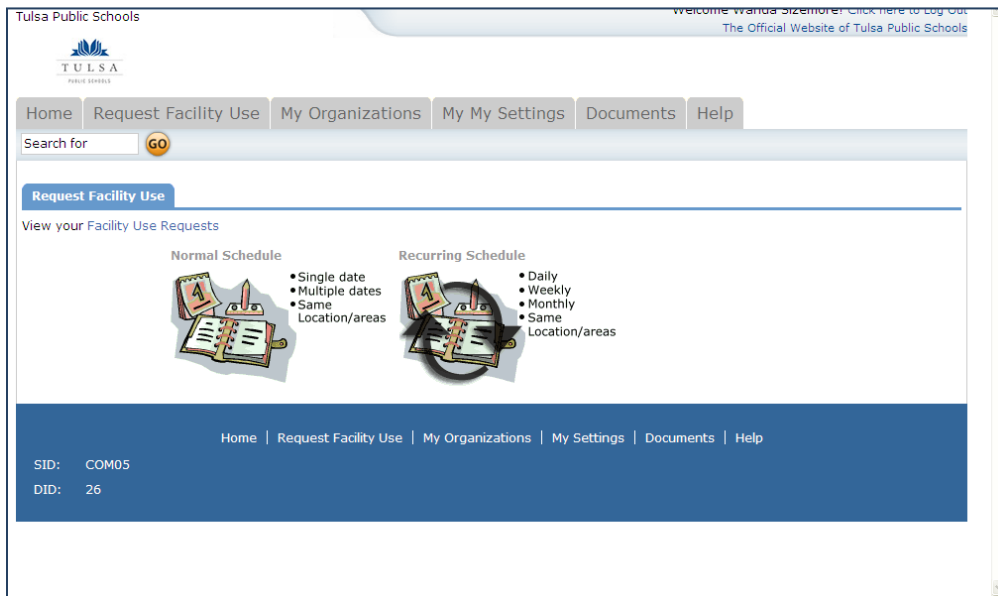 Tulsa Public Schools
Welcome Wanda Sizemore! Click here to Log Out
The Official Website of Tulsa Public Schools
TULSA
PUBLIC SCHOOLS
Home Request Facility Use My Organizations My My Settings Documents Help
Search for GO
Request Facility Use
View your Facility Use Requests
Normal Schedule
1
• Single date
• Multiple dates
• Same
Location/areas
Recurring Schedule
1
• Daily
• Weekly
• Monthly
• Same
Location/areas
Home | Request Facility Use | My Organizations | My Settings | Documents | Help
SID: COM05
DID: 26